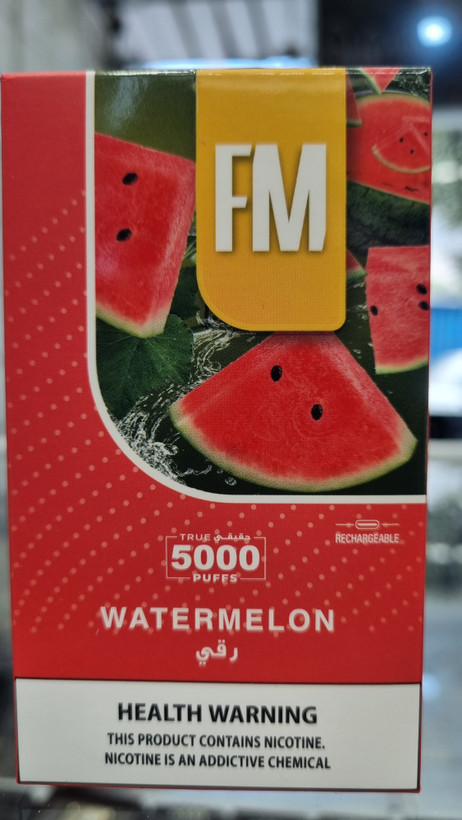 FM
TRUE حقيقي
5000
PUFFS
RECHARGEABLE
WATERMELON
رقي
HEALTH WARNING
THIS PRODUCT CONTAINS NICOTINE.
NICOTINE IS AN ADDICTIVE CHEMICAL